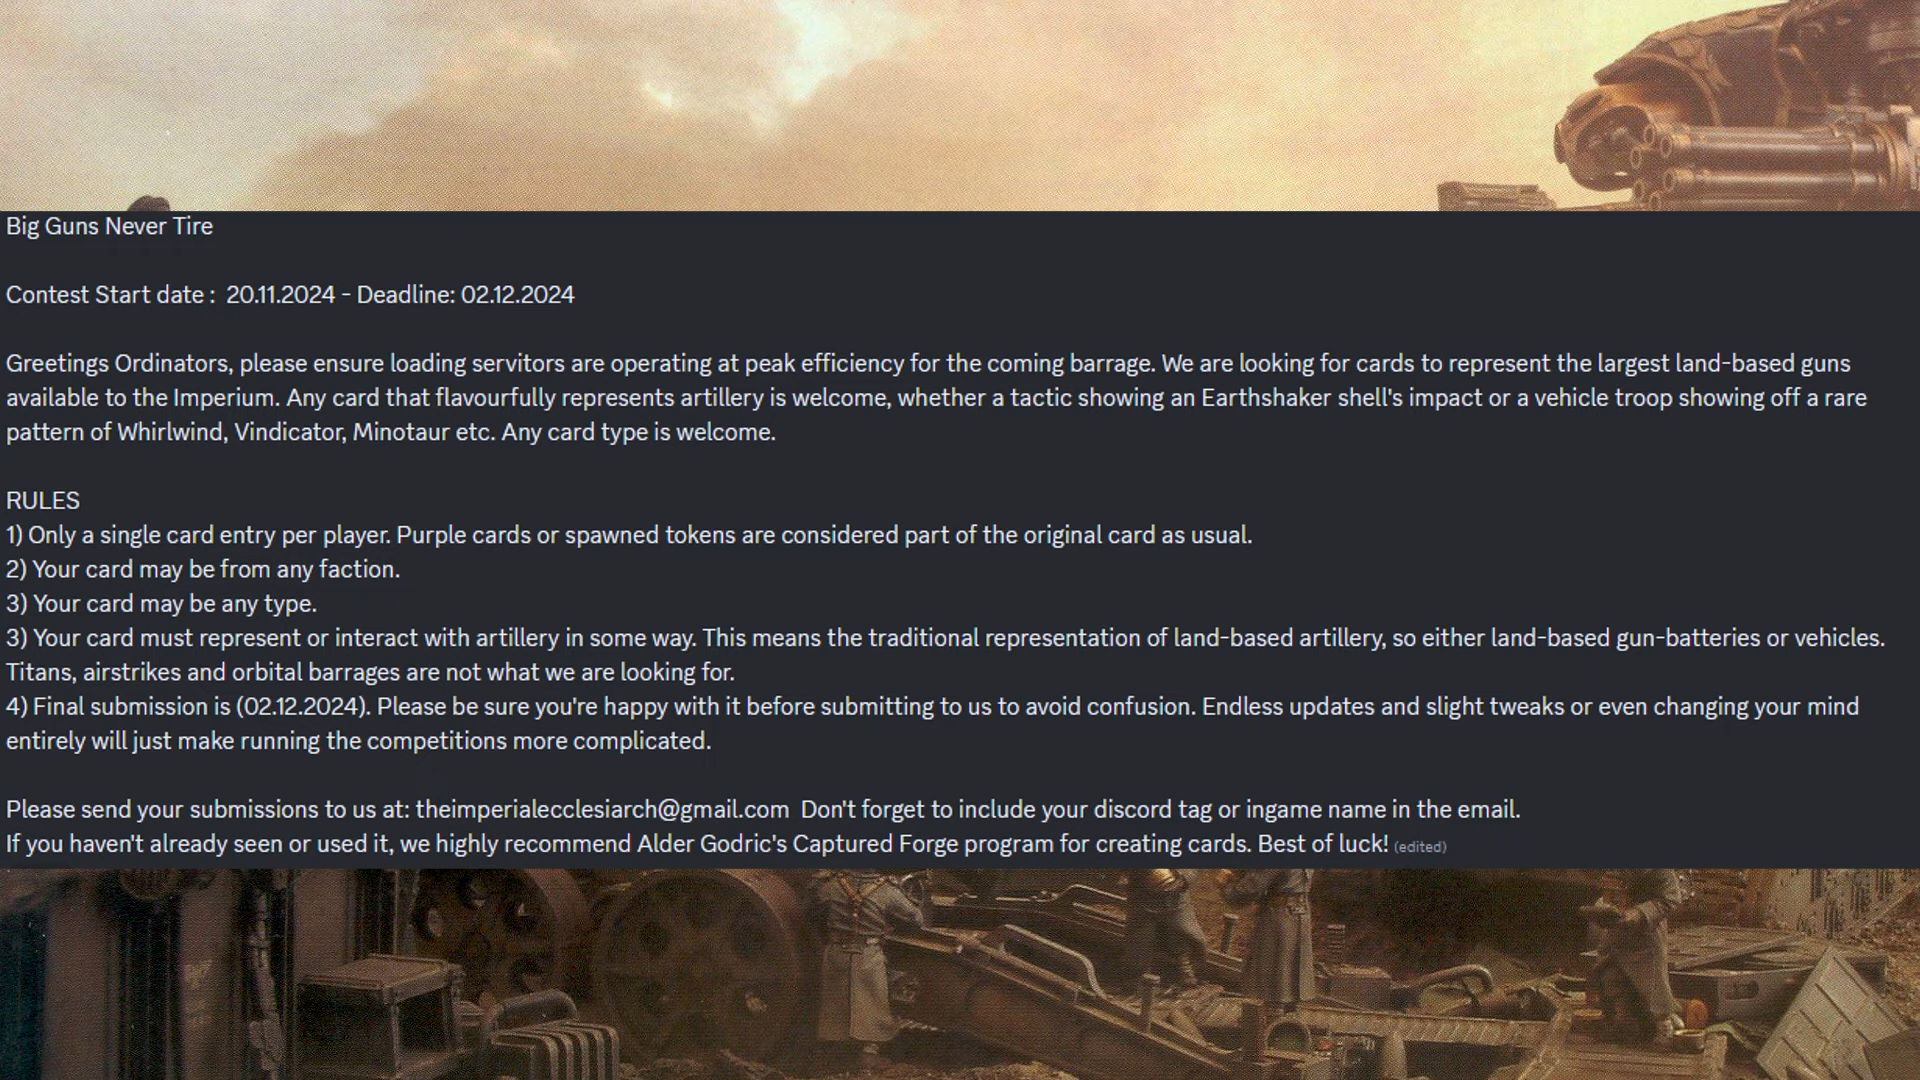 Big Guns Never Tire
Contest Start date :  20.11.2024 - Deadline: 02.12.2024
Greetings Ordinators, please ensure loading servitors are operating at peak efficiency for the coming barrage. We are looking for cards to represent the largest land-based guns
available to the Imperium. Any card that flavourfully represents artillery is welcome, whether a tactic showing an Earthshaker shell's impact or a vehicle troop showing off a rare
pattern of Whirlwind, Vindicator, Minotaur etc. Any card type is welcome.
RULES
1) Only a single card entry per player. Purple cards or spawned tokens are considered part of the original card as usual.
2) Your card may be from any faction.
3) Your card may be any type.
3) Your card must represent or interact with artillery in some way. This means the traditional representation of land-based artillery, so either land-based gun-batteries or vehicles.
Titans, airstrikes and orbital barrages are not what we are looking for.
4) Final submission is (02.12.2024). Please be sure you're happy with it before submitting to us to avoid confusion. Endless updates and slight tweaks or even changing your mind
entirely will just make running the competitions more complicated.
Please send your submissions to us at: theimperialecclesiarch@gmail.com  Don't forget to include your discord tag or ingame name in the email.
If you haven't already seen or used it, we highly recommend Alder Godric's Captured Forge program for creating cards. Best of luck! (edited)